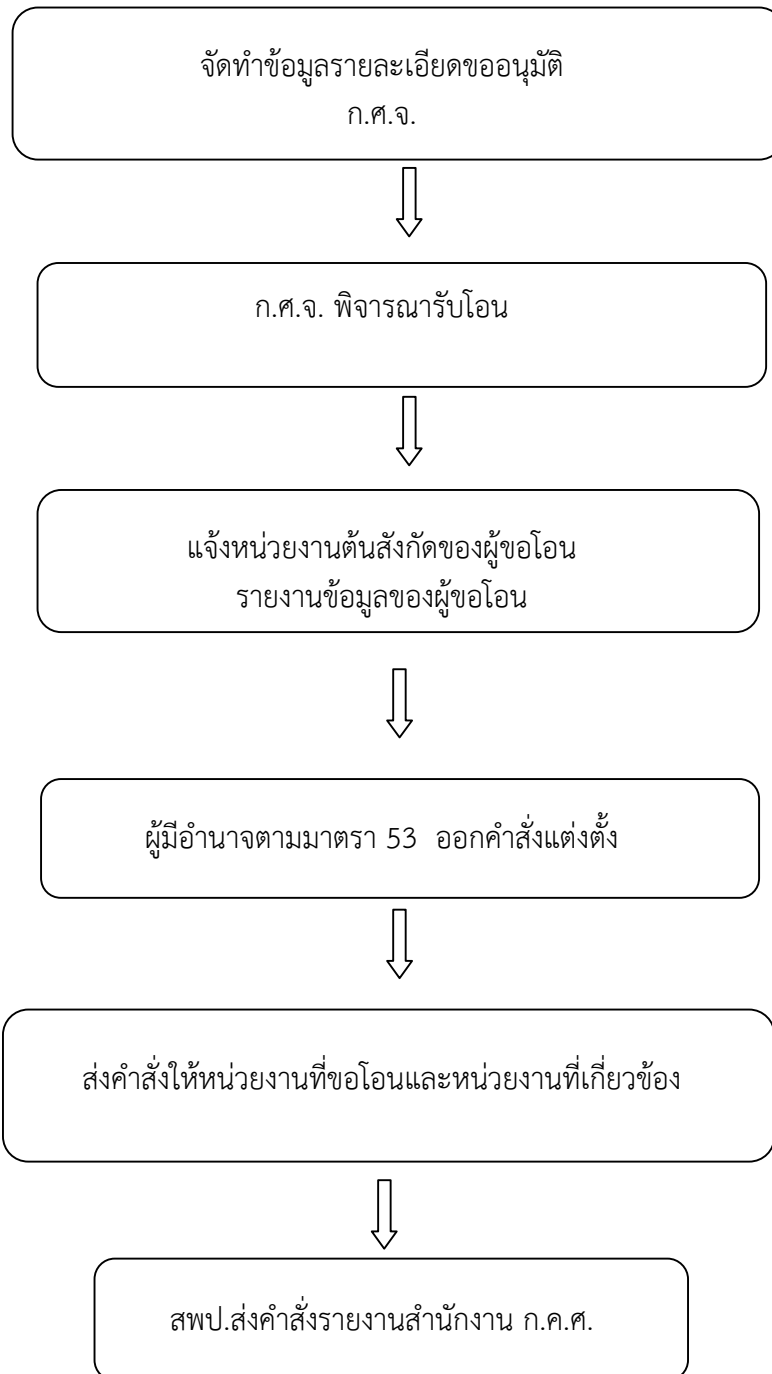 จัดทำข้อมูลรายละเอียดขออนุมัติ
ก.ศ.จ.
ก.ศ.จ. พิจารณารับโอน
แจ้งหน่วยงานต้นสังกัดของผู้ขอโอน
รายงานข้อมูลของผู้ขอโอน
ผู้มีอำนาจตามมาตรา 53 ออกคำสั่งแต่งตั้ง
ส่งคำสั่งให้หน่วยงานที่ขอโอนและหน่วยงานที่เกี่ยวข้อง
สพป.ส่งคำสั่งรายงานสำนักงาน ก.ค.ศ.